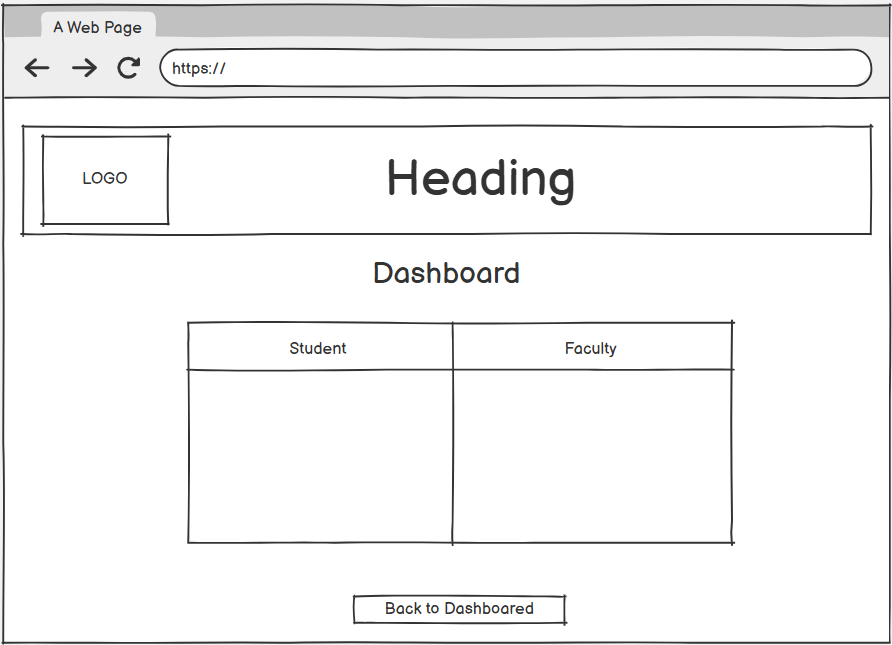 A Web Page
https://
LOGO
Heading
Dashboard
Student
Faculty
Back to Dashboared